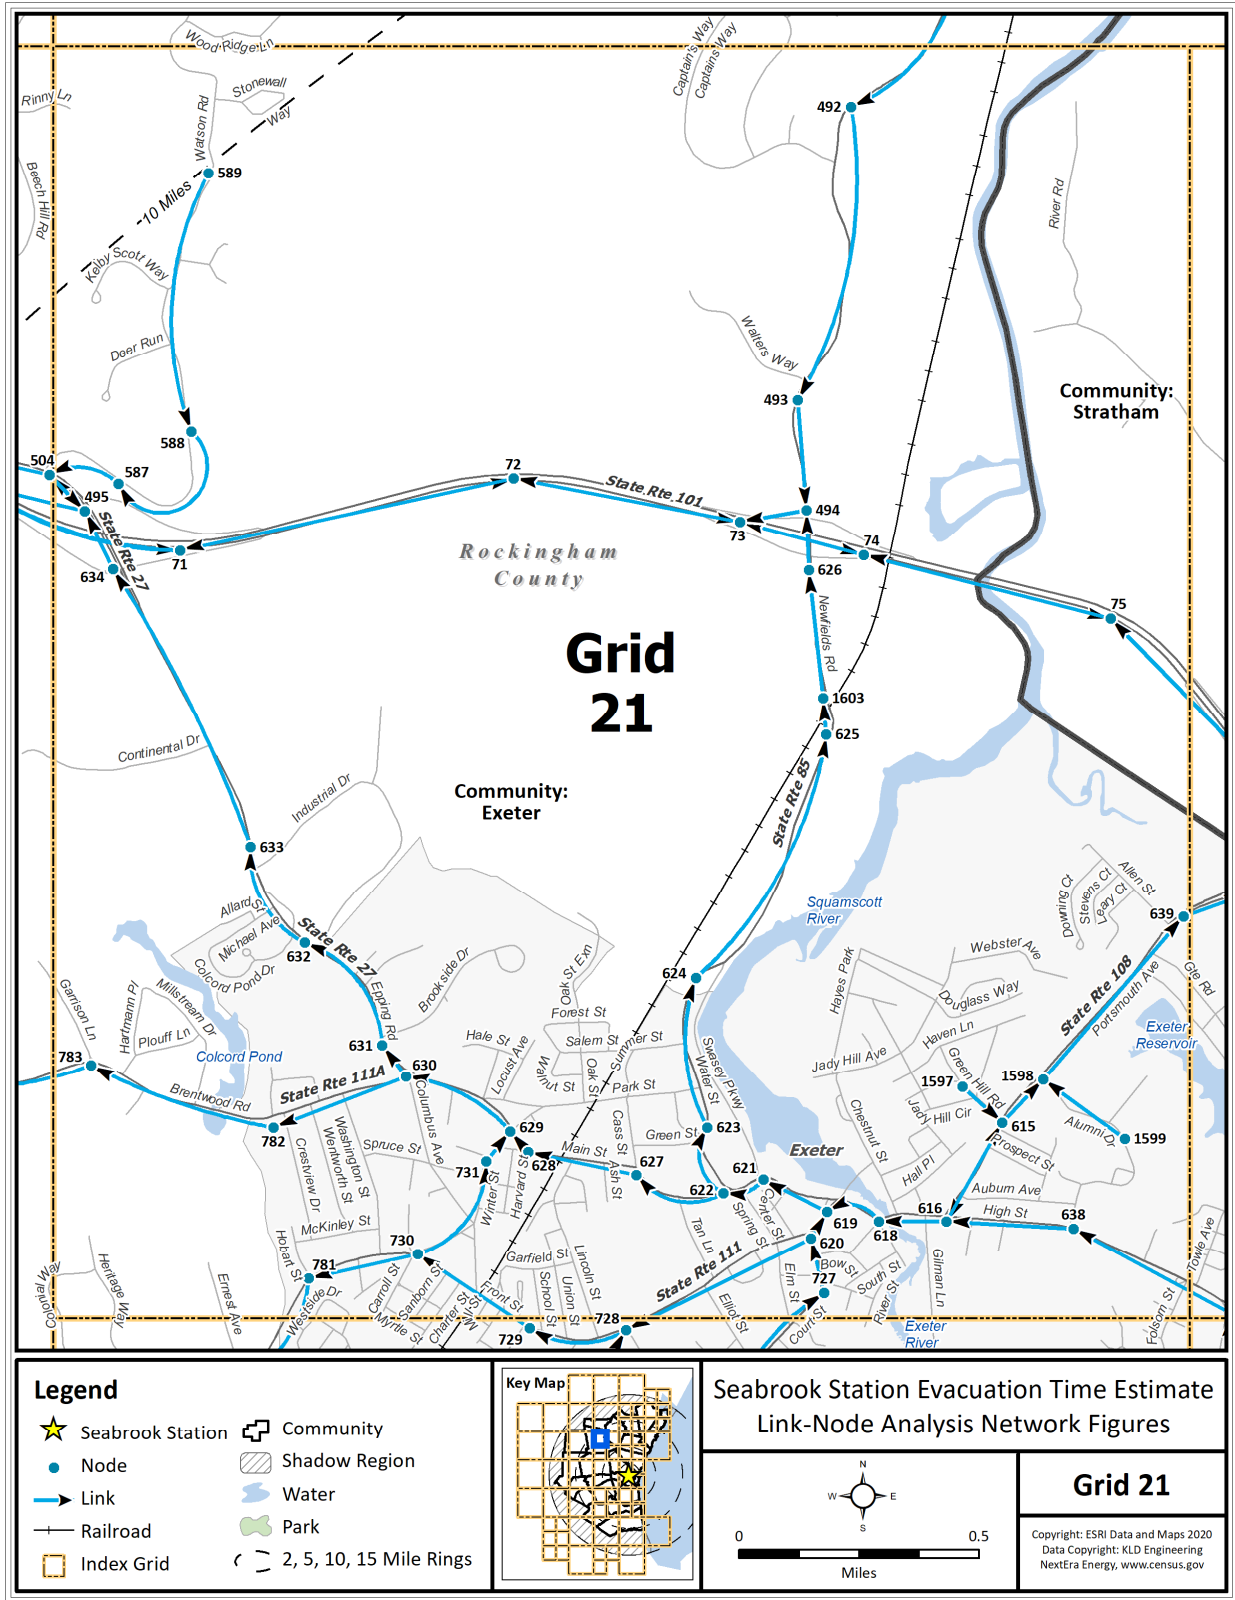 Wood Ridge Ln
Stonewall
Way
Rinny Ln
Watson Rd
Captain's Way
Captains Way
492
589
Beech Hill Rd
10 Miles
River Rd
Kelby Scott Way
Deer Run
Walters Way
493
Community:
Stratham
588
504
587
72
495
State Rte 101
494
73
74
State Rte 27
71
634
Rockingham
County
626
75
Newfields Rd
Grid
21
1603
625
Continental Dr
Industrial Dr
State Rte 85
Community:
Exeter
633
Allard St
Michael Ave
Colcord Pond Dr
632
State Rte 27
Epping Rd
Brookside Dr
Oak St Exn
Squamscott
River
Downing Ct
Stevens Ct
Leary Ct
Allen St
639
Webster Ave
State Rte 108
Portsmouth Ave
Gte Rd
Hayes Park
Douglass Way
624
Garrison Ln
Hartmann Pl
Millstream Dr
Plouff Ln
Colcord Pond
631
Hale St
Locust Ave
Forest St
Salem St
Summer St
Walnut St
Oak St
Park St
Swasey Pkwy
Water St
Haven Ln
Jady Hill Ave
Green Hill Rd
Exeter
Reservoir
783
State Rte 111A
630
1597
1598
Brentwood Rd
Columbus Ave
Jady
Hill Cir
615
Alumni Dr
1599
782
629
Cass St
Green St
623
Chestnut St
Prospect St
Crestview Dr
Washington St
Wentworth St
Spruce St
731
628
Main St
627
Ash St
Exeter
Hall Pl
Winter St
Harvard St
622
621
Auburn Ave
High St
McKinley St
Tan Ln
Spring St
Center St
619
618
616
638
Hobart St
730
620
Garfield St
State Rte 111
Bow St
727
South St
River St
Gilman Ln
Towle Ave
Folsom St
Colonial Way
Heritage Way
Ernest Ave
781
Westside Dr
Carroll St
Sanborn St
Myrtle St
Charter St
Front St
School St
Union St
Lincoln St
728
729
Elliot St
Elm St
Court St
Exeter
River
Legend
Seabrook Station
Node
Link
Railroad
Index Grid
Community
Shadow Region
Water
Park
2, 5, 10, 15 Mile Rings
Key Map
Seabrook Station Evacuation Time Estimate
Link-Node Analysis Network Figures
N
W
E
S
0
0.5
Miles
Grid 21
Copyright: ESRI Data and Maps 2020
Data Copyright: KLD Engineering
NextEra Energy, www.census.gov